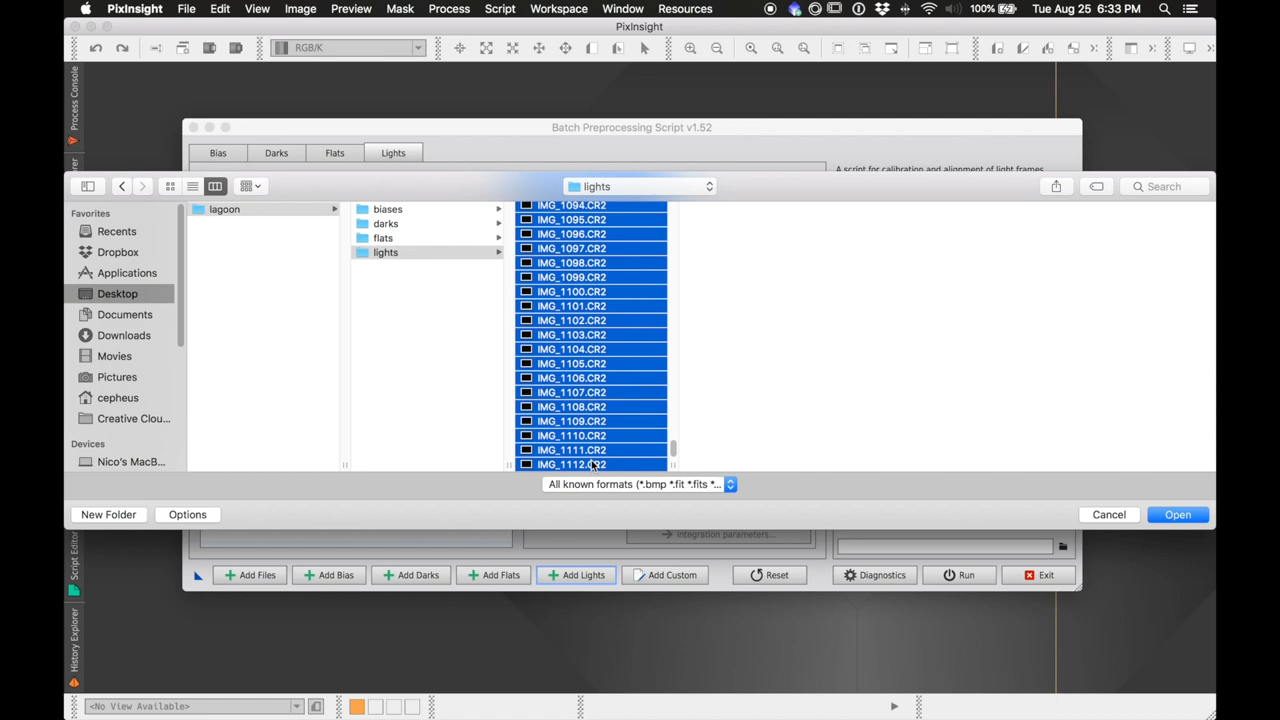 PixInsight File Edit View Image Preview Mask Process Script Workspace Window Resources 100% Tue Aug 25 6:33 PM
PixInsight
RGB/K
Process Console
Batch Preprocessing Script v1.52
Bias Darks Flats Lights
A script for calibration and alignment of light frames
lights
Search
Favorites
Recents
Dropbox
Applications
Desktop
Documents
Downloads
Movies
Pictures
cepheus
Creative Clou...
Devices
Nico's MacB...
lagoon
biases
darks
flats
lights
IMG_1094.CR2
IMG_1095.CR2
IMG_1096.CR2
IMG_1097.CR2
IMG_1098.CR2
IMG_1099.CR2
IMG_1100.CR2
IMG_1101.CR2
IMG_1102.CR2
IMG_1103.CR2
IMG_1104.CR2
IMG_1105.CR2
IMG_1106.CR2
IMG_1107.CR2
IMG_1108.CR2
IMG_1109.CR2
IMG_1110.CR2
IMG_1111.CR2
IMG_1112.CR2
All known formats (*.bmp *.fit *.fits *...
New Folder Options Cancel Open
integration parameters...
Script Editor
Add Files Add Bias Add Darks Add Flats Add Lights Add Custom Reset Diagnostics Run Exit
History Explorer
<No View Available>